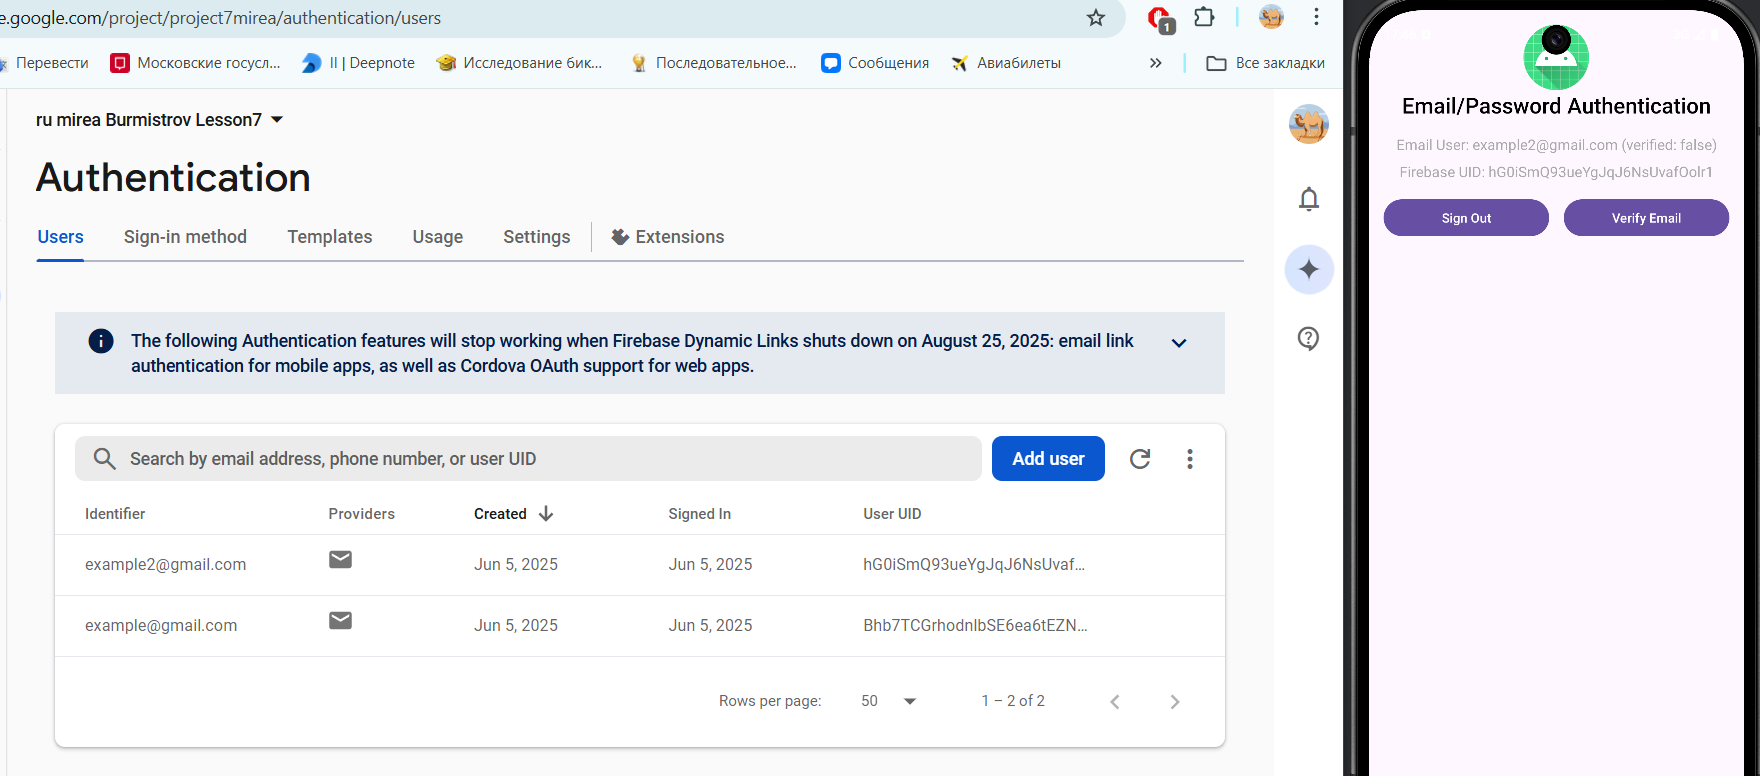 e.google.com/project/project7mirea/authentication/users
1
Перевести
Московские госусл...
II | Deepnote
Исследование бик...
Последовательное...
Сообщения
Авиабилеты
Все закладки
ru mirea Burmistrov Lesson7
Authentication
Users
Sign-in method
Templates
Usage
Settings
Extensions
The following Authentication features will stop working when Firebase Dynamic Links shuts down on August 25, 2025: email link
authentication for mobile apps, as well as Cordova OAuth support for web apps.
Search by email address, phone number, or user UID
Add user
Identifier
Providers
Created
Signed In
User UID
example2@gmail.com
Jun 5, 2025
Jun 5, 2025
hG0iSmQ93ueYgJqJ6NsUvaf...
example@gmail.com
Jun 5, 2025
Jun 5, 2025
Bhb7TCGrhodnlbSE6ea6tEZN...
Rows per page:
50
1 – 2 of 2
Email/Password Authentication
Email User: example2@gmail.com (verified: false)
Firebase UID: hG0iSmQ93ueYgJqJ6NsUvafOolr1
Sign Out
Verify Email